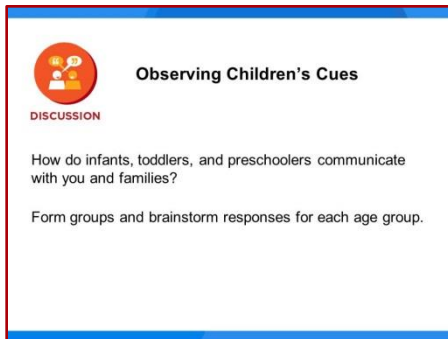 Observing Children's Cues
DISCUSSION
How do infants, toddlers, and preschoolers communicate
with you and families?
Form groups and brainstorm responses for each age group.